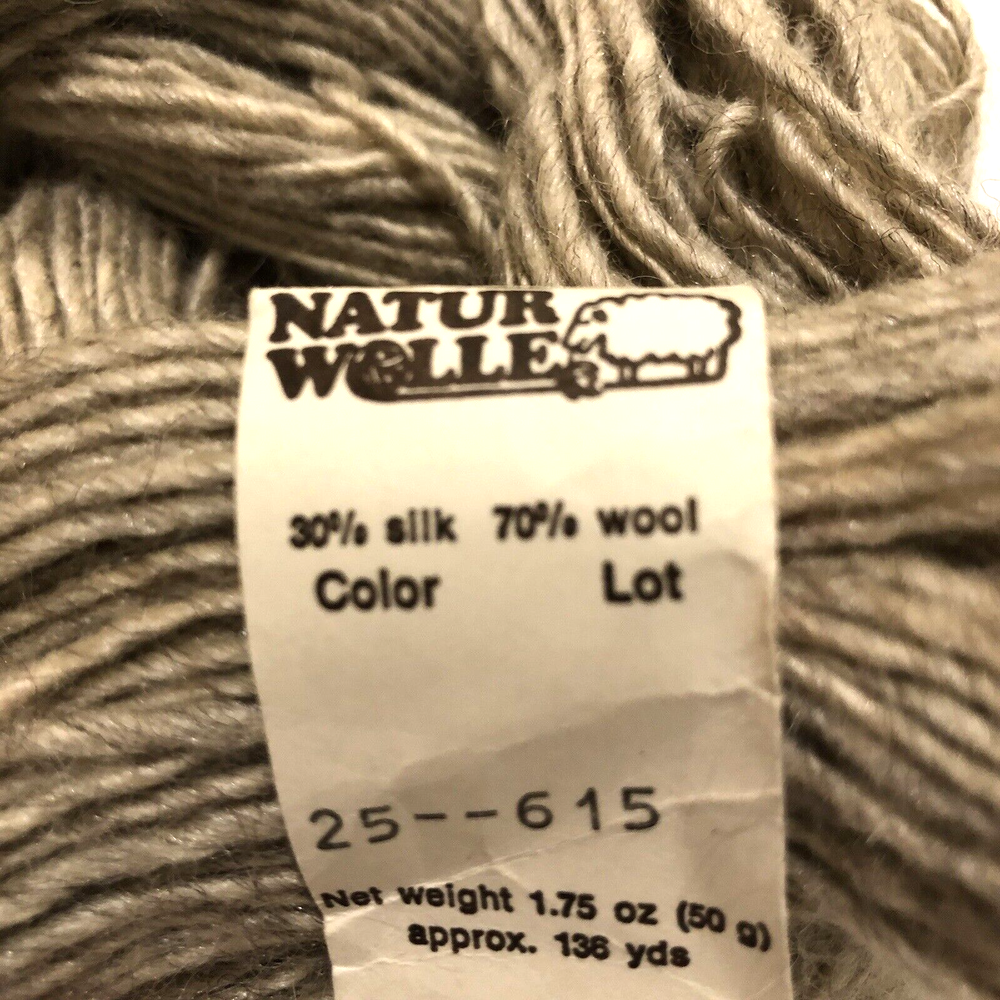 NATUR
WOLLE
30% silk 70% wool
Color Lot
25--615
Net weight 1.75 oz (50 g)
approx. 136 yds